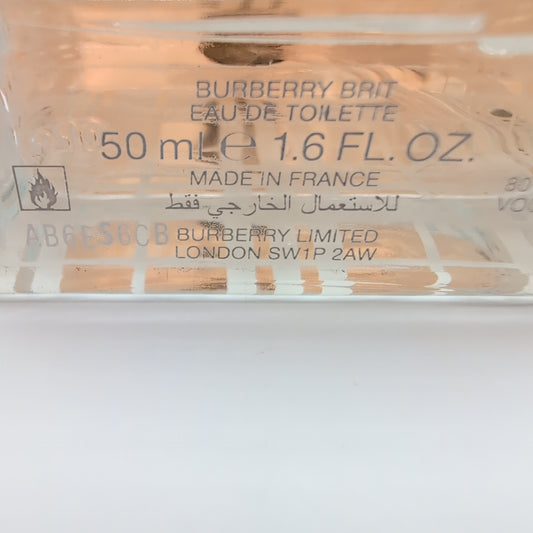 BURBERRY BRIT
EAU DE TOILETTE
50 ml e 1.6 FL. OZ.
MADE IN FRANCE
80
للاستعمال الخارجي فقط
BURBERRY LIMITED
LONDON SW1P 2AW